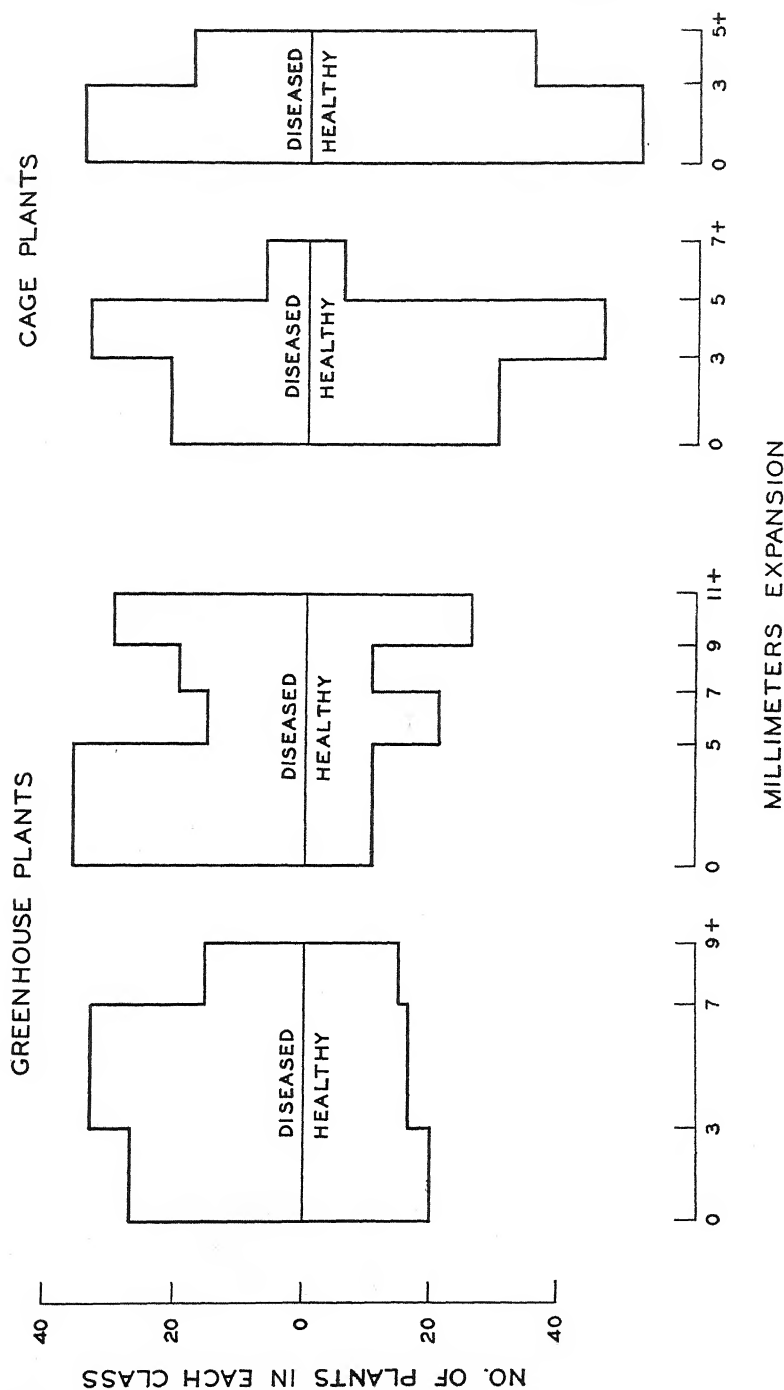 GREENHOUSE PLANTS
CAGE PLANTS
NO. OF PLANTS IN EACH CLASS
40
20
0
20
40
DISEASED
HEALTHY
0 3 7 9+
DISEASED
HEALTHY
0 5 7 9 11+
DISEASED
HEALTHY
0 3 5 7+
DISEASED
HEALTHY
0 3 5+
MILLIMETERS EXPANSION